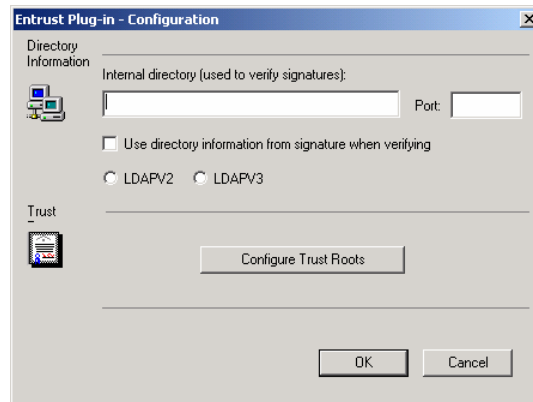 Entrust Plug-in - Configuration
Directory
Information
Internal directory (used to verify signatures):
Port:
Use directory information from signature when verifying
LDAPV2 LDAPV3
Trust
Configure Trust Roots
OK Cancel